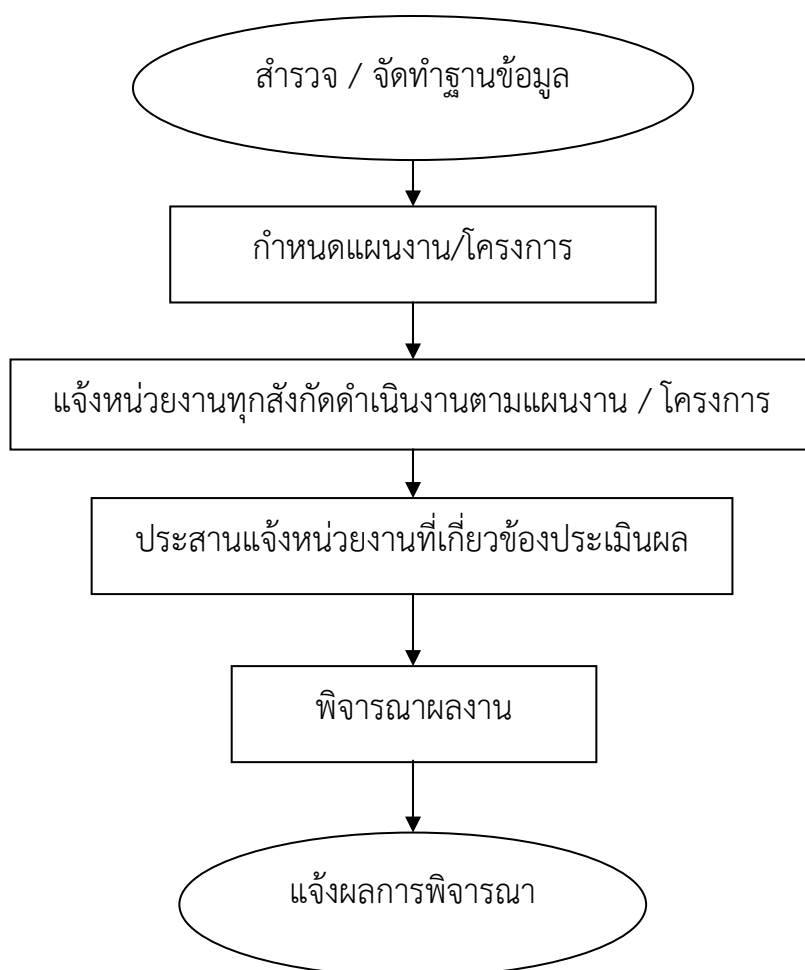 สำรวจ / จัดทำฐานข้อมูล
กำหนดแผนงาน/โครงการ
แจ้งหน่วยงานทุกสังกัดดำเนินงานตามแผนงาน / โครงการ
ประสานแจ้งหน่วยงานที่เกี่ยวข้องประเมินผล
พิจารณาผลงาน
แจ้งผลการพิจารณา